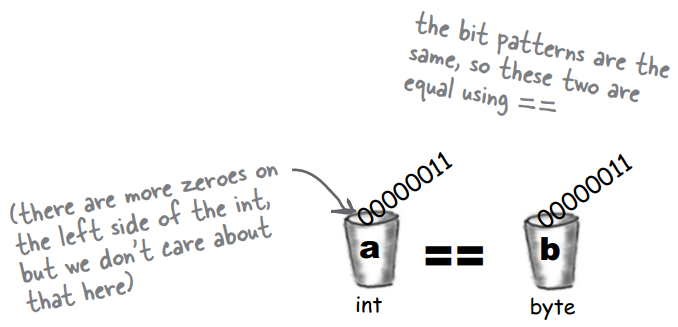 the bit patterns are the
same, so these two are
equal using ==
(there are more zeroes on
the left side of the int,
but we don't care about
that here)
00000011
00000011
a == b
int
byte